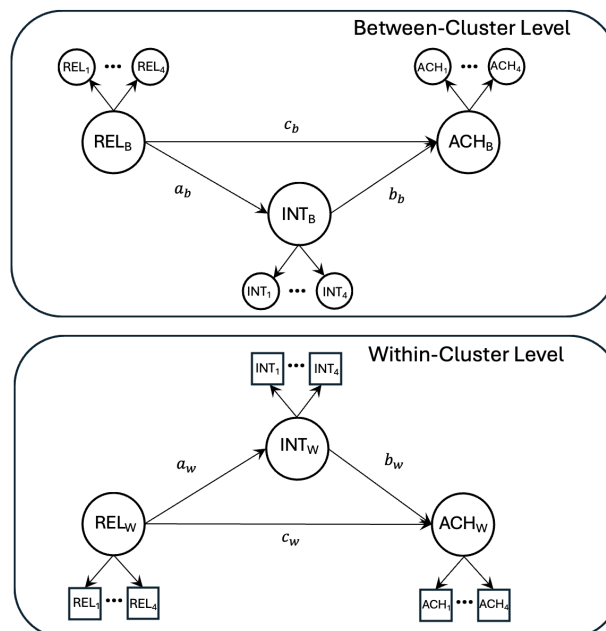 Between-Cluster Level
REL₁ ••• REL₄
ACH₁ ••• ACH₄
REL_B
c_b
ACH_B
a_b
INT_B
b_b
INT₁ ••• INT₄
Within-Cluster Level
INT₁ ••• INT₄
INT_W
a_w
b_w
REL_W
ACH_W
c_w
REL₁ ••• REL₄
ACH₁ ••• ACH₄